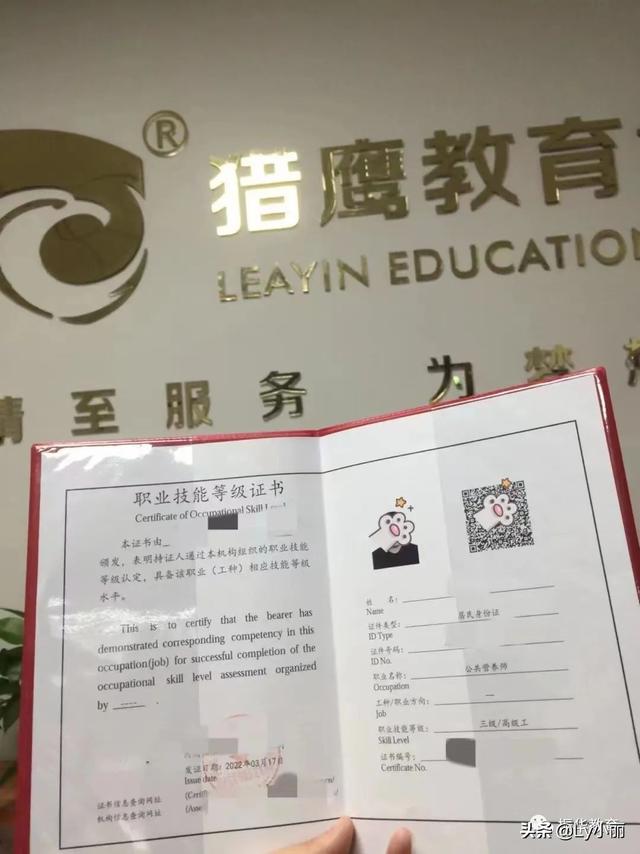 ®
猎鹰教育
LEAYIN EDUCATION
情至服务 为梦
职业技能等级证书
Certificate of Occupational Skill Level
本证书由
颁发，表明持证人通过本机构组织的职业技能
等级认定，具备该职业（工种）相应技能等级
水平。
This is to certify that the bearer has
demonstrated corresponding competency in this
occupation(job) for successful completion of the
occupational skill level assessment organized
by
发证日期：2022年03月17日
Issue date
证书信息查询网址
机构信息查询网址
姓 名：
Name
证件类型： 居民身份证
ID Type
证件号码：
ID No.
职业名称： 公共营养师
Occupation
工种/职业方向： —
Job
职业技能等级： 三级/高级工
Skill Level
证书编号：
Certificate No.
振华教育
头条 @Ly小丽